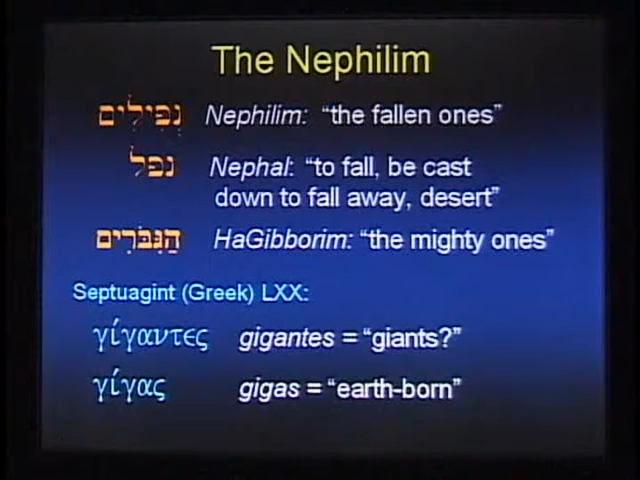 The Nephilim
נְפִילִים Nephilim: “the fallen ones”
נפל Nephal: “to fall, be cast
down to fall away, desert”
הַגִּבֹּרִים HaGibborim: “the mighty ones”
Septuagint (Greek) LXX:
γίγαντες gigantes = “giants?”
γίγας gigas = “earth-born”